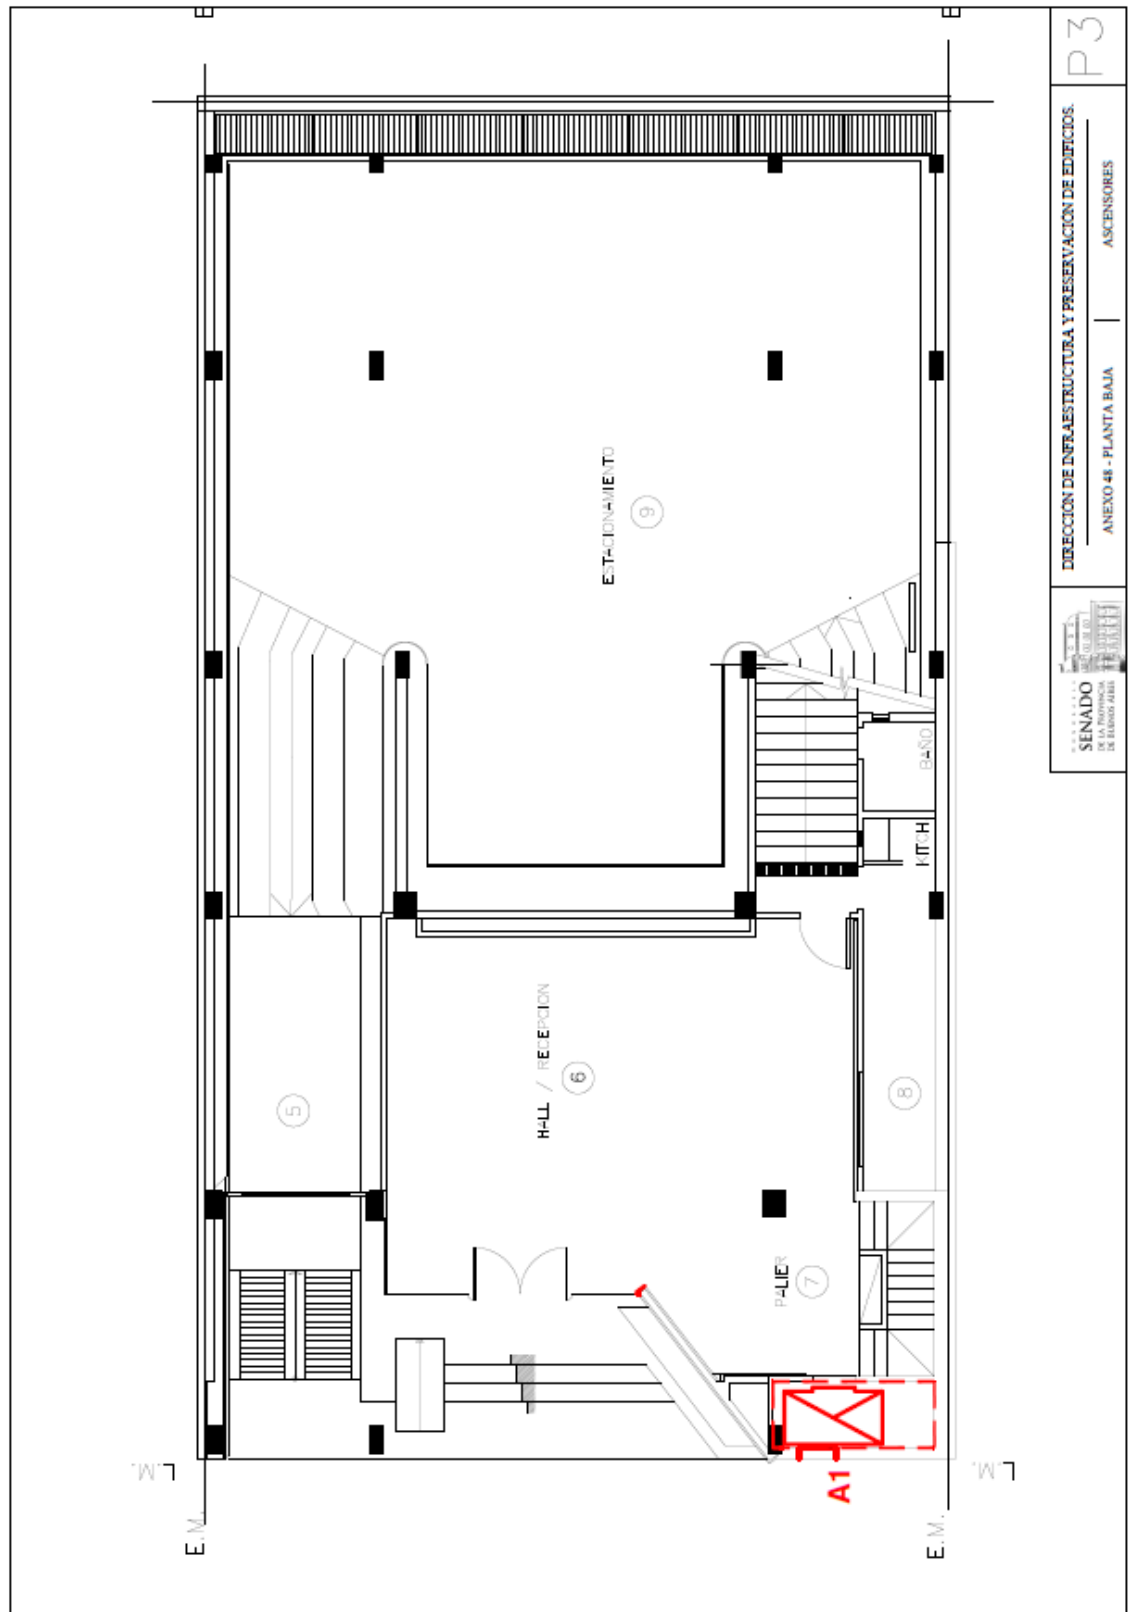 P3
DIRECCIÓN DE INFRAESTRUCTURA Y PRESERVACIÓN DE EDIFICIOS.
ANEXO 48 - PLANTA BAJA
ASCENSORES
SENADO
DE LA PROVINCIA
DE BUENOS AIRES
ESTACIONAMIENTO
9
BAÑO
KITCH
HALL / RECEPCION
6
5
8
PALIER
7
A1
L.M.
L.M.
E.M.
E.M.